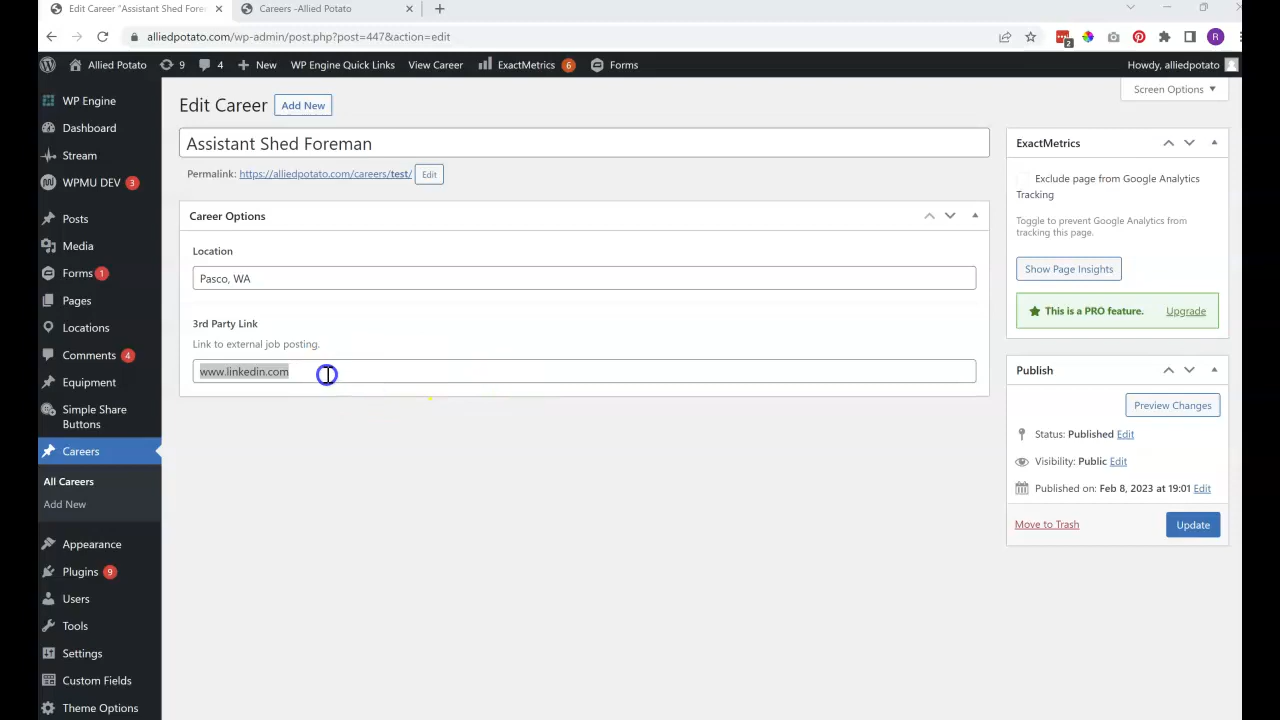 Edit Career "Assistant Shed Forem
Careers -Allied Potato
alliedpotato.com/wp-admin/post.php?post=447&action=edit
2
R
Allied Potato
9
4
New
WP Engine Quick Links
View Career
ExactMetrics 6
Forms
Howdy, alliedpotato
WP Engine
Dashboard
Stream
WPMU DEV 3
Posts
Media
Forms 1
Pages
Locations
Comments 4
Equipment
Simple Share
Buttons
Careers
All Careers
Add New
Appearance
Plugins 9
Users
Tools
Settings
Custom Fields
Theme Options
Screen Options
Edit Career
Add New
Assistant Shed Foreman
Permalink: https://alliedpotato.com/careers/test/ Edit
Career Options
Location
Pasco, WA
3rd Party Link
Link to external job posting.
www.linkedin.com
ExactMetrics
Exclude page from Google Analytics
Tracking
Toggle to prevent Google Analytics from
tracking this page.
Show Page Insights
This is a PRO feature. Upgrade
Publish
Preview Changes
Status: Published Edit
Visibility: Public Edit
Published on: Feb 8, 2023 at 19:01 Edit
Move to Trash
Update